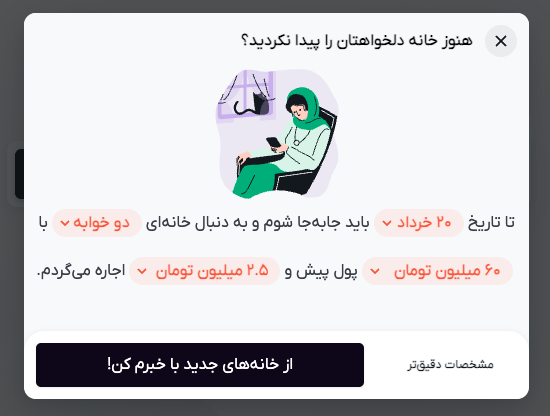 هنوز خانه دلخواهتان را پیدا نکردید؟
تا تاریخ ۲۰ خرداد باید جابه‌جا شوم و به دنبال خانه‌ای دو خوابه با
۶۰ میلیون تومان پول پیش و ۲.۵ میلیون تومان اجاره می‌گردم.
مشخصات دقیق‌تر
از خانه‌های جدید با خبرم کن!